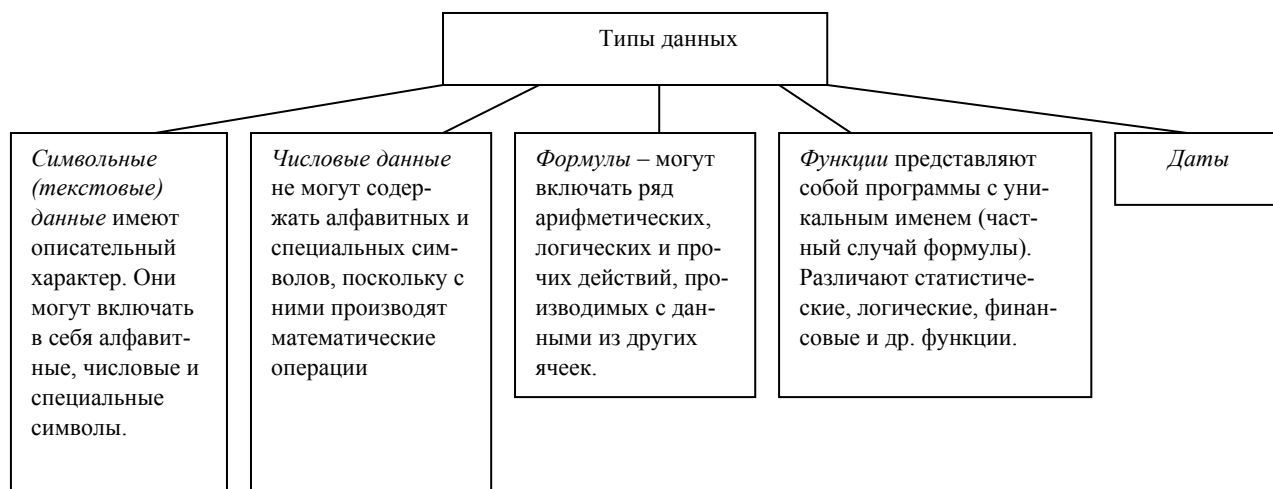 Типы данных
Символьные
(текстовые)
данные имеют
описательный
характер. Они
могут включать
в себя алфавит-
ные, числовые и
специальные
символы.
Числовые данные
не могут содер-
жать алфавитных и
специальных сим-
волов, поскольку с
ними производят
математические
операции
Формулы – могут
включать ряд
арифметических,
логических и про-
чих действий, про-
изводимых с дан-
ными из других
ячеек.
Функции представляют
собой программы с уни-
кальным именем (част-
ный случай формулы).
Различают статистиче-
ские, логические, финан-
совые и др. функции.
Даты